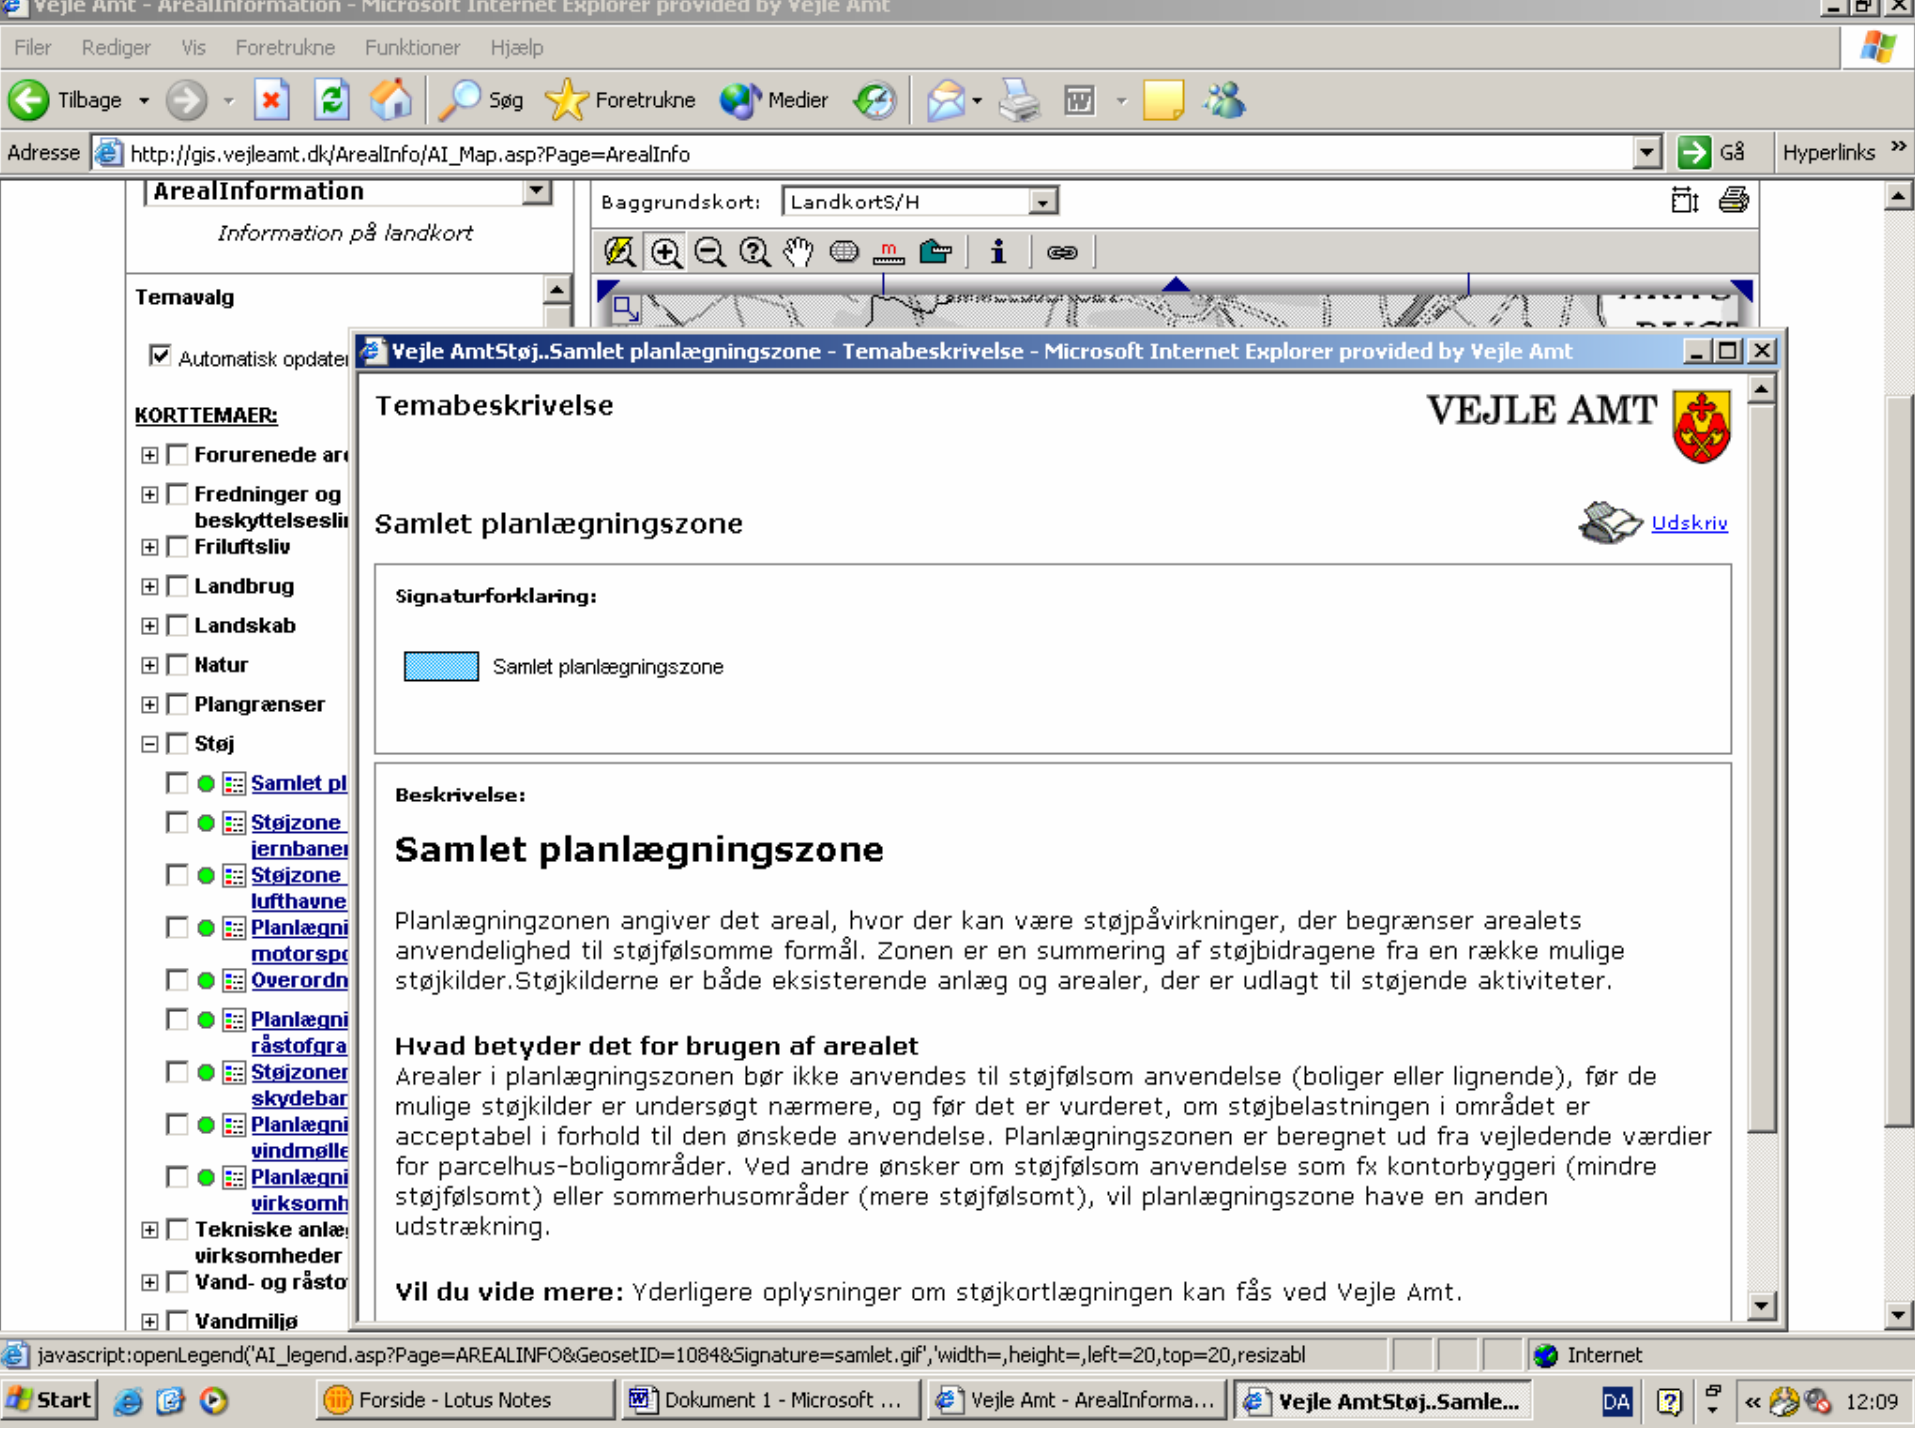 Vejle Amt - ArealInformation - Microsoft Internet Explorer provided by Vejle Amt
Filer Rediger Vis Foretrukne Funktioner Hjælp
Tilbage Søg Foretrukne Medier
Adresse http://gis.vejleamt.dk/ArealInfo/AI_Map.asp?Page=ArealInfo Gå Hyperlinks »
ArealInformation
Information på landkort
Baggrundskort: LandkortS/H
m i
Temavalg
Automatisk opdater
KORTTEMAER:
Forurenede are
Fredninger og
beskyttelseslin
Friluftsliv
Landbrug
Landskab
Natur
Plangrænser
Støj
Samlet pl
Støjzone
jernbaner
Støjzone
lufthavne
Planlægni
motorspo
Overordn
Planlægni
råstofgra
Støjzoner
skydebar
Planlægni
vindmølle
Planlægni
virksomh
Tekniske anlæg
virksomheder
Vand- og råstof
Vandmiljø
Vejle AmtStøj..Samlet planlægningszone - Temabeskrivelse - Microsoft Internet Explorer provided by Vejle Amt
Temabeskrivelse
VEJLE AMT
Samlet planlægningszone
Udskriv
Signaturforklaring:
Samlet planlægningszone
Beskrivelse:
Samlet planlægningszone
Planlægningzonen angiver det areal, hvor der kan være støjpåvirkninger, der begrænser arealets
anvendelighed til støjfølsomme formål. Zonen er en summering af støjbidragene fra en række mulige
støjkilder.Støjkilderne er både eksisterende anlæg og arealer, der er udlagt til støjende aktiviteter.
Hvad betyder det for brugen af arealet
Arealer i planlægningszonen bør ikke anvendes til støjfølsom anvendelse (boliger eller lignende), før de
mulige støjkilder er undersøgt nærmere, og før det er vurderet, om støjbelastningen i området er
acceptabel i forhold til den ønskede anvendelse. Planlægningszonen er beregnet ud fra vejledende værdier
for parcelhus-boligområder. Ved andre ønsker om støjfølsom anvendelse som fx kontorbyggeri (mindre
støjfølsomt) eller sommerhusområder (mere støjfølsomt), vil planlægningszone have en anden
udstrækning.
Vil du vide mere: Yderligere oplysninger om støjkortlægningen kan fås ved Vejle Amt.
javascript:openLegend('AI_legend.asp?Page=AREALINFO&GeosetID=1084&Signature=samlet.gif','width=,height=,left=20,top=20,resizabl Internet
Start Forside - Lotus Notes Dokument 1 - Microsoft ... Vejle Amt - ArealInforma... Vejle AmtStøj..Samle... DA « 12:09